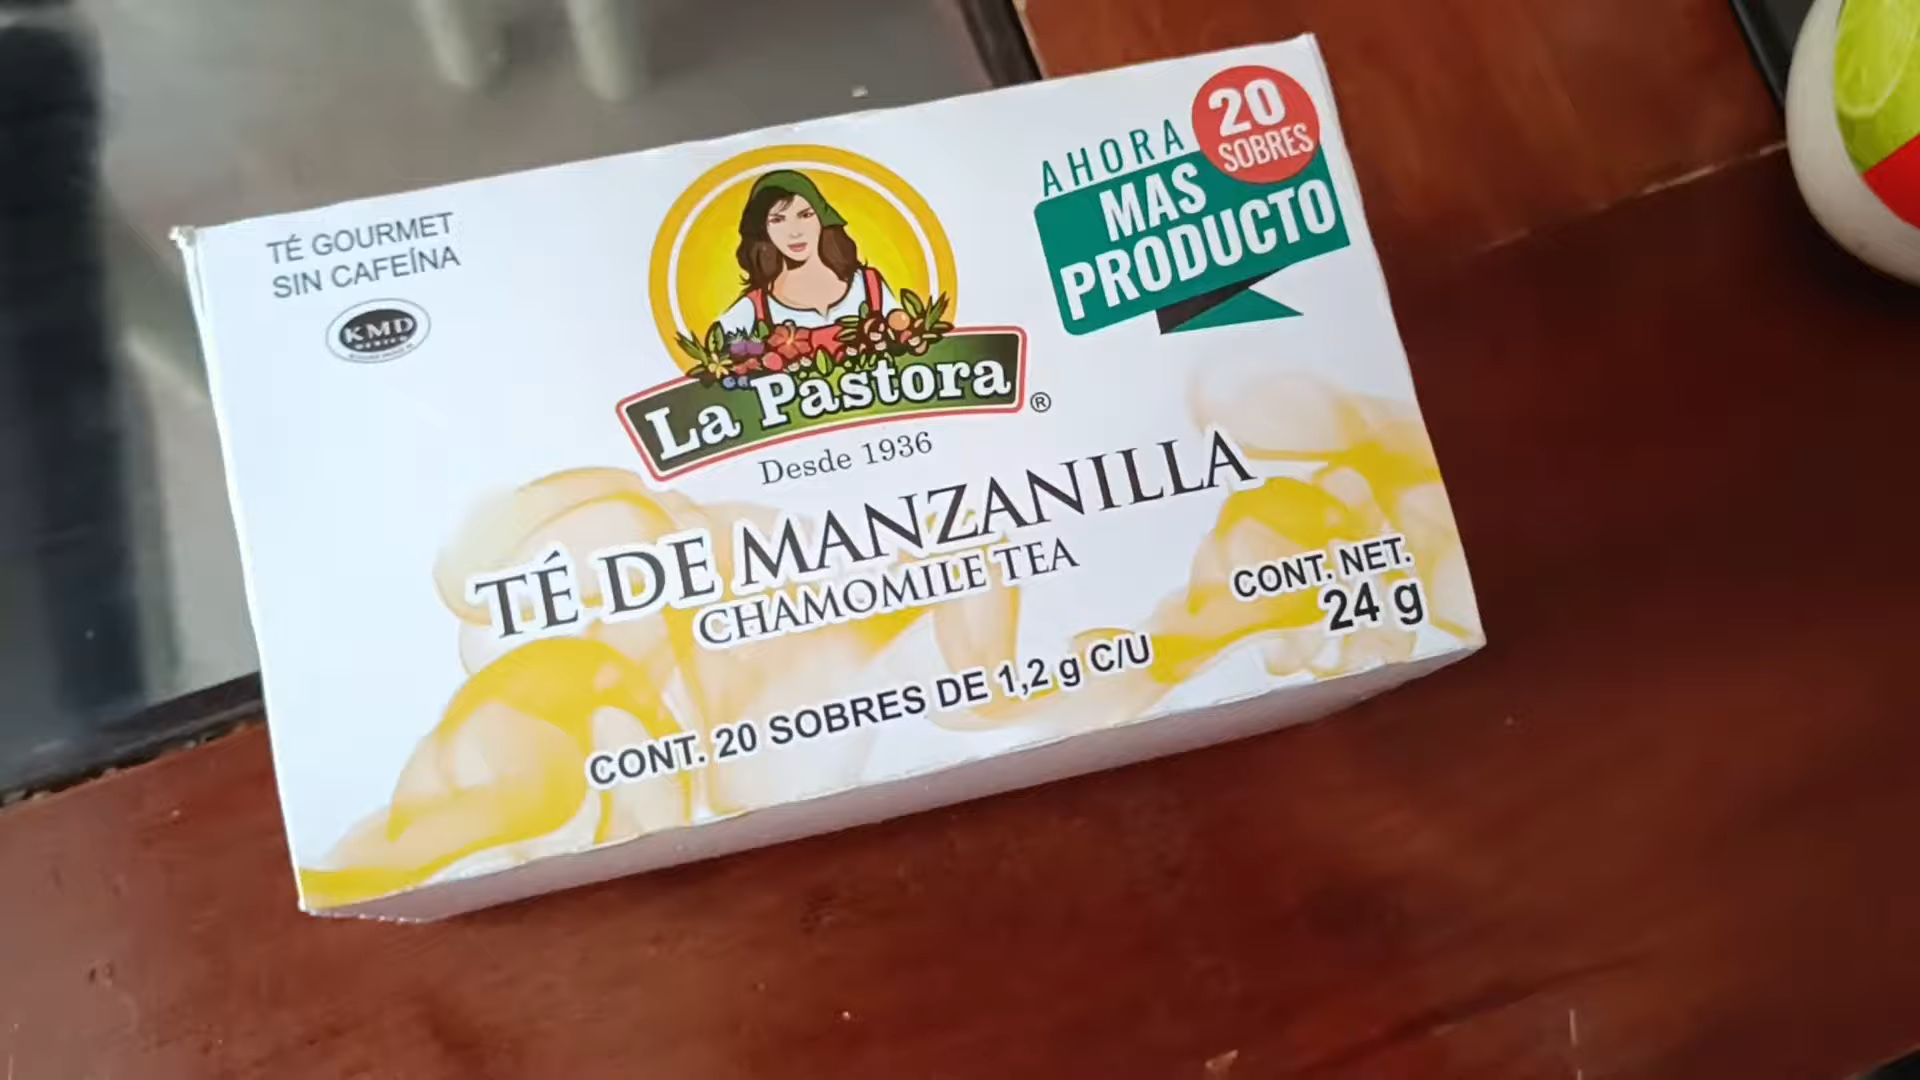 TÉ GOURMET
SIN CAFEÍNA
KMD
La Pastora ®
Desde 1936
AHORA
MAS
PRODUCTO
20
SOBRES
TÉ DE MANZANILLA
CHAMOMILE TEA
CONT. NET.
24 g
CONT. 20 SOBRES DE 1,2 g C/U